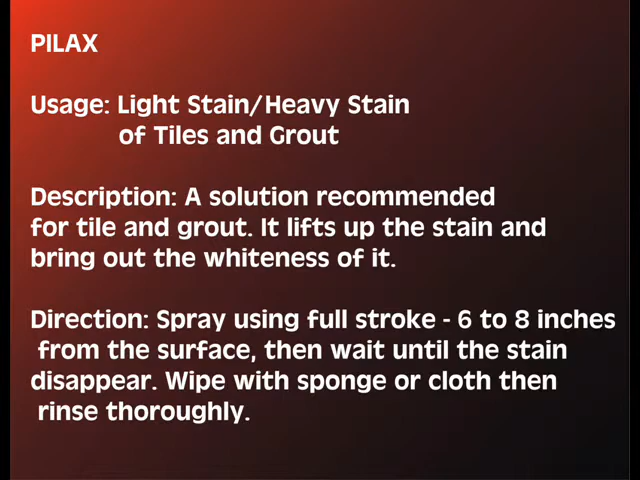 PILAX
Usage: Light Stain/Heavy Stain
of Tiles and Grout
Description: A solution recommended
for tile and grout. It lifts up the stain and
bring out the whiteness of it.
Direction: Spray using full stroke - 6 to 8 inches
from the surface, then wait until the stain
disappear. Wipe with sponge or cloth then
rinse thoroughly.